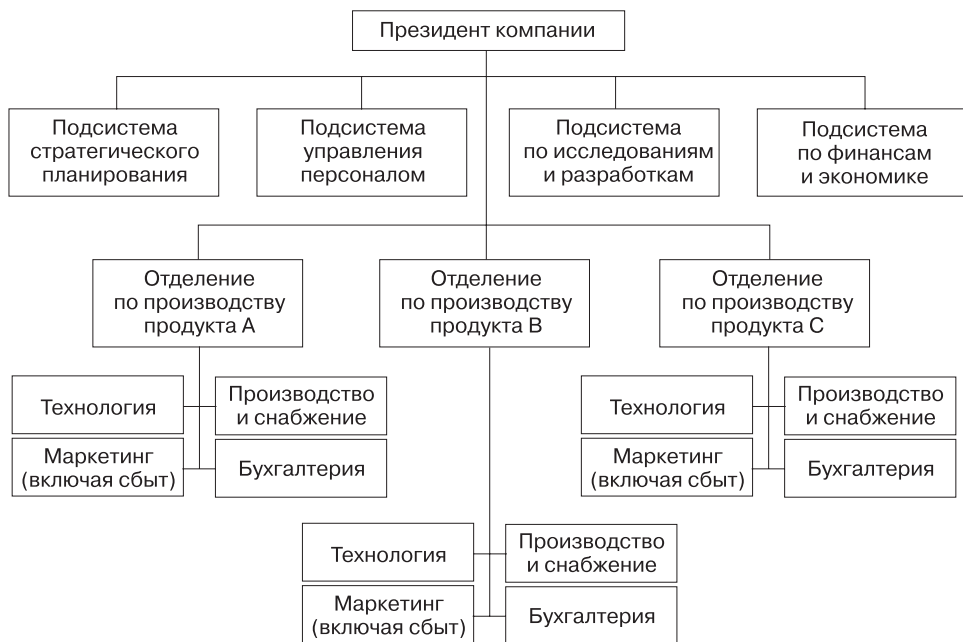 Президент компании
Подсистема
стратегического
планирования
Подсистема
управления
персоналом
Подсистема
по исследованиям
и разработкам
Подсистема
по финансам
и экономике
Отделение
по производству
продукта А
Отделение
по производству
продукта В
Отделение
по производству
продукта С
Технология
Производство
и снабжение
Маркетинг
(включая сбыт)
Бухгалтерия
Технология
Производство
и снабжение
Маркетинг
(включая сбыт)
Бухгалтерия
Технология
Производство
и снабжение
Маркетинг
(включая сбыт)
Бухгалтерия